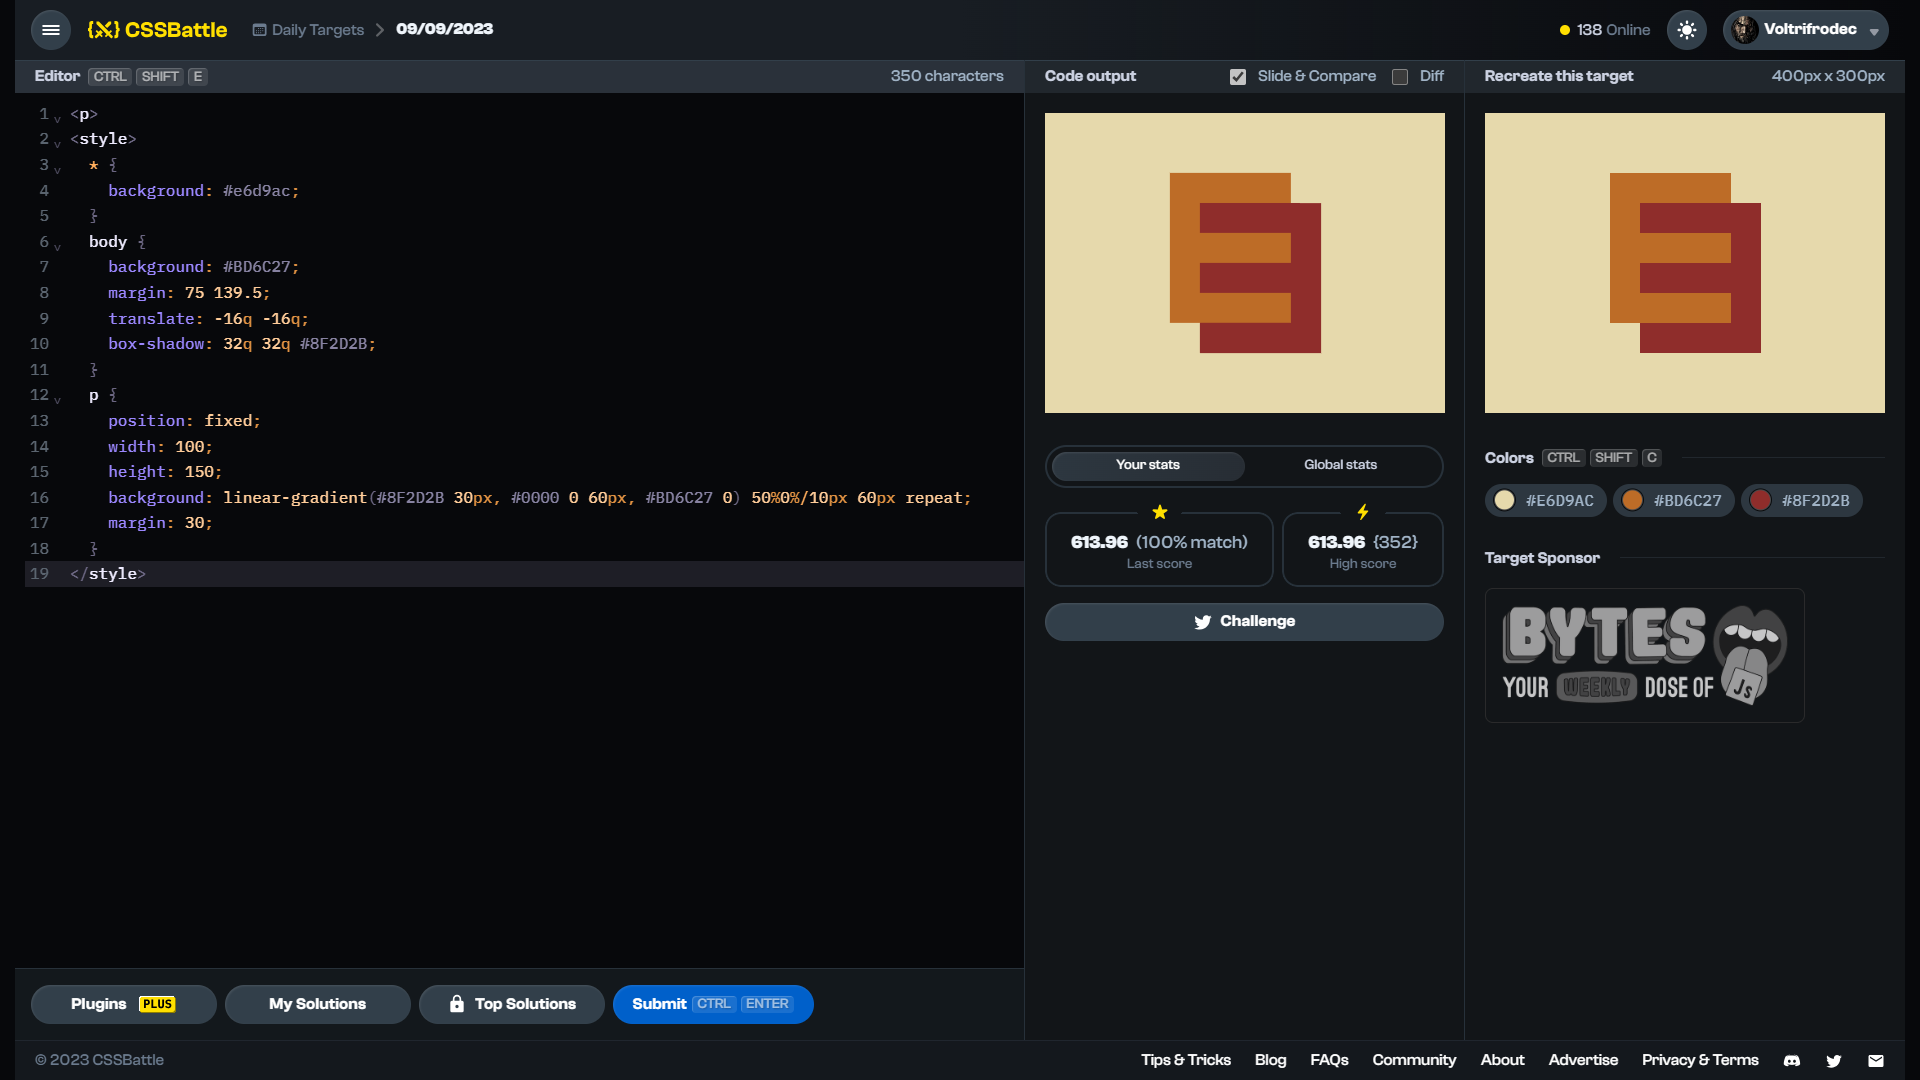 CSSBattle
Daily Targets
09/09/2023
138 Online
Voltrifrodec
Editor CTRL SHIFT E
350 characters
1 <p>
2 <style>
3 * {
4 background: #e6d9ac;
5 }
6 body {
7 background: #BD6C27;
8 margin: 75 139.5;
9 translate: -16q -16q;
10 box-shadow: 32q 32q #8F2D2B;
11 }
12 p {
13 position: fixed;
14 width: 100;
15 height: 150;
16 background: linear-gradient(#8F2D2B 30px, #0000 0 60px, #BD6C27 0) 50%0%/10px 60px repeat;
17 margin: 30;
18 }
19 </style>
Plugins PLUS
My Solutions
Top Solutions
Submit CTRL ENTER
Code output
Slide & Compare
Diff
Your stats
Global stats
613.96 (100% match)
Last score
613.96 {352}
High score
Challenge
Recreate this target
400px x 300px
Colors CTRL SHIFT C
#E6D9AC
#BD6C27
#8F2D2B
Target Sponsor
BYTES
YOUR WEEKLY DOSE OF JS
© 2023 CSSBattle
Tips & Tricks
Blog
FAQs
Community
About
Advertise
Privacy & Terms